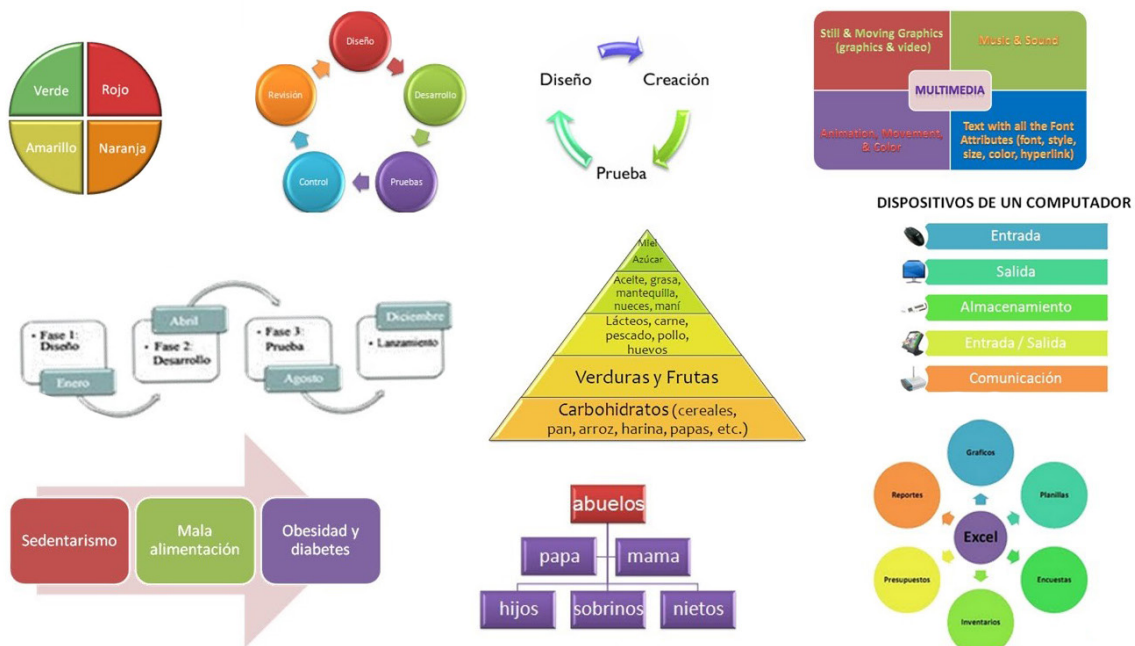 Verde
Rojo
Amarillo
Naranja
Diseño
Desarrollo
Pruebas
Control
Revisión
Diseño
Creación
Prueba
Still & Moving Graphics
(graphics & video)
Music & Sound
MULTIMEDIA
Animation, Movement,
& Color
Text with all the Font
Attributes (font, style,
size, color, hyperlink)
DISPOSITIVOS DE UN COMPUTADOR
Entrada
Salida
Almacenamiento
Entrada / Salida
Comunicación
• Fase 1:
Diseño
Enero
Abril
• Fase 2:
Desarrollo
• Fase 3:
Prueba
Agosto
Diciembre
• Lanzamiento
Miel
Azúcar
Aceite, grasa,
mantequilla,
nueces, maní
Lácteos, carne,
pescado, pollo,
huevos
Verduras y Frutas
Carbohidratos (cereales,
pan, arroz, harina, papas, etc.)
Sedentarismo
Mala
alimentación
Obesidad y
diabetes
abuelos
papa
mama
hijos
sobrinos
nietos
Graficos
Planillas
Encuestas
Inventarios
Presupuestos
Reportes
Excel